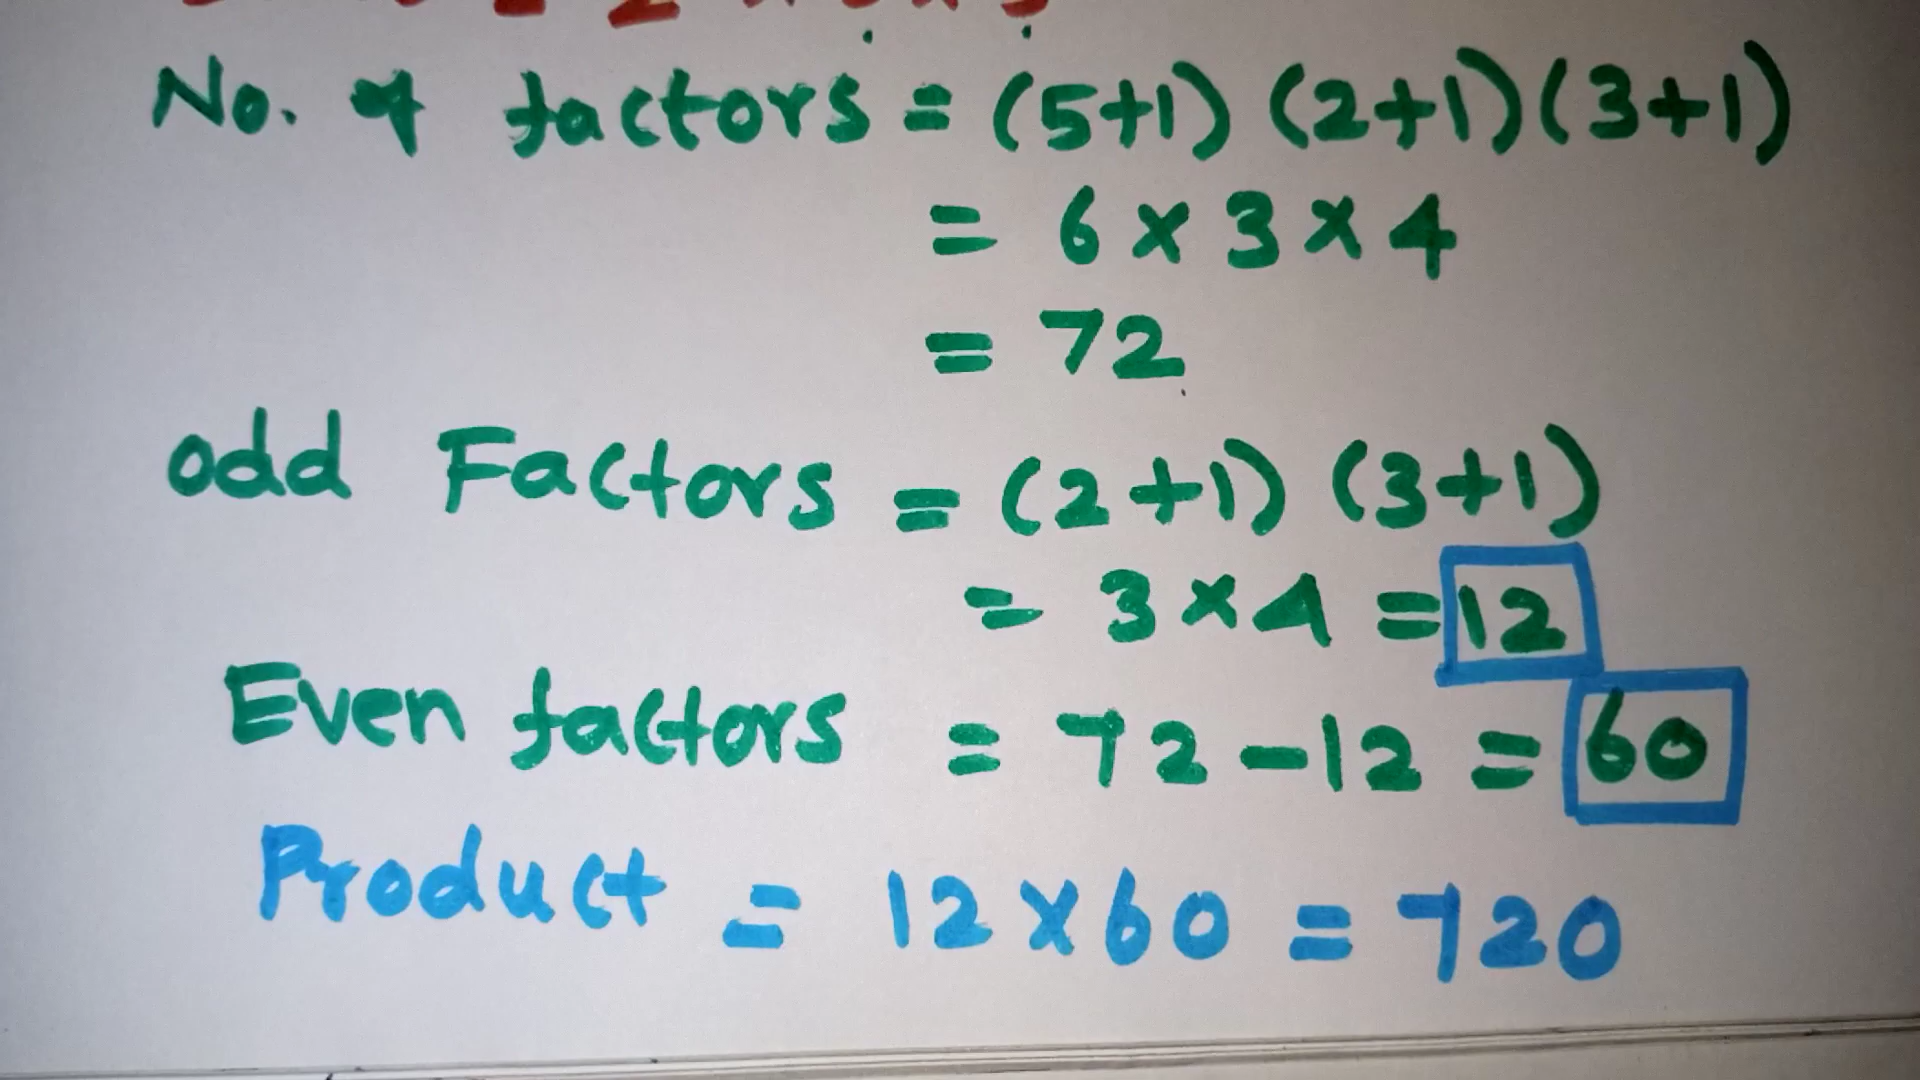 No. of factors = (5+1) (2+1)(3+1)
= 6 x 3 x 4
= 72
odd Factors = (2+1) (3+1)
= 3 x 4 = 12
Even factors = 72 - 12 = 60
Product = 12 x 60 = 720